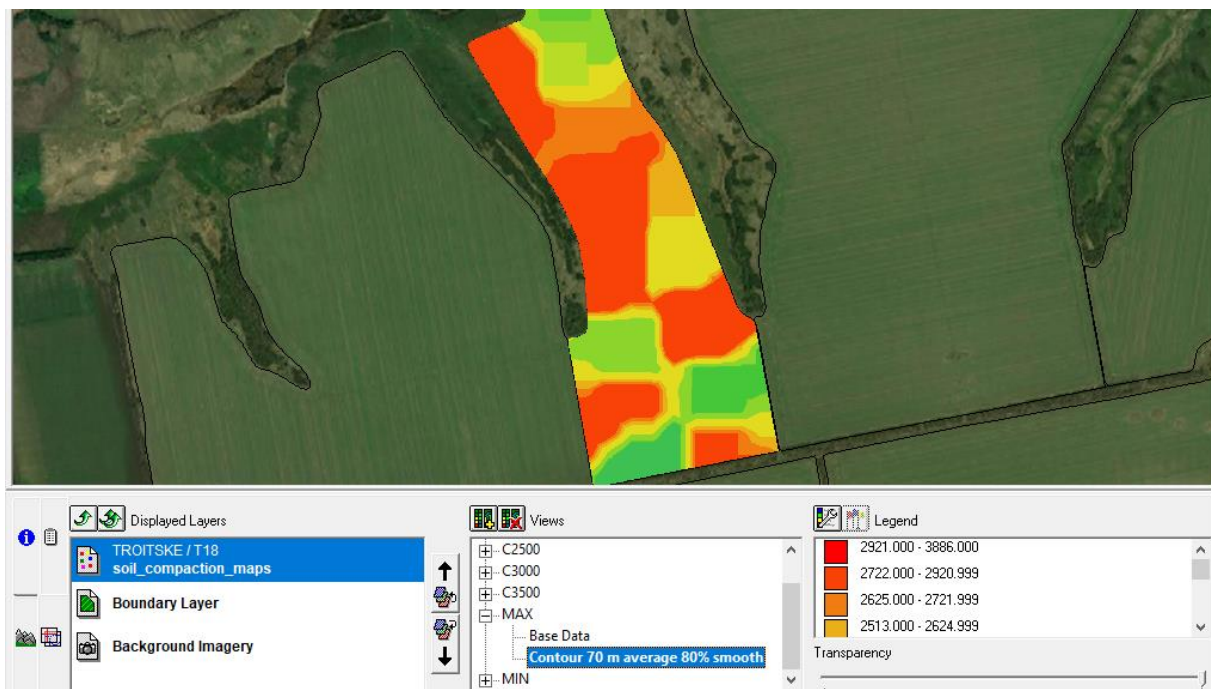 Displayed Layers
TROITSKE / T18
soil_compaction_maps
Boundary Layer
Background Imagery
Views
C2500
C3000
C3500
MAX
Base Data
Contour 70 m average 80% smooth
MIN
Legend
2921.000 - 3886.000
2722.000 - 2920.999
2625.000 - 2721.999
2513.000 - 2624.999
Transparency